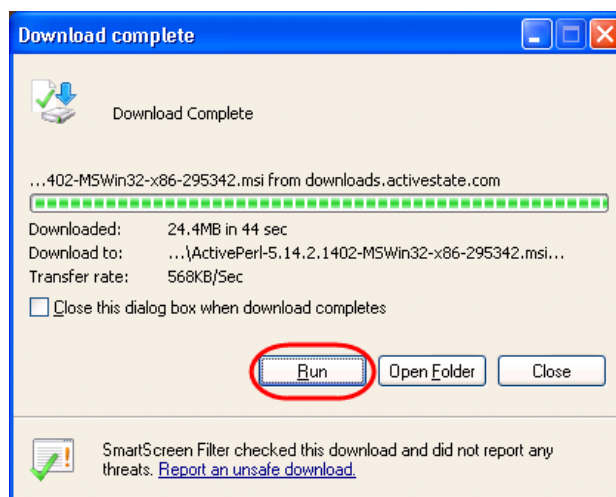 Download complete
Download Complete
...402-MSWin32-x86-295342.msi from downloads.activestate.com
Downloaded: 24.4MB in 44 sec
Download to: ...\ActivePerl-5.14.2.1402-MSWin32-x86-295342.msi...
Transfer rate: 568KB/Sec
Close this dialog box when download completes
Run Open Folder Close
SmartScreen Filter checked this download and did not report any
threats. Report an unsafe download.